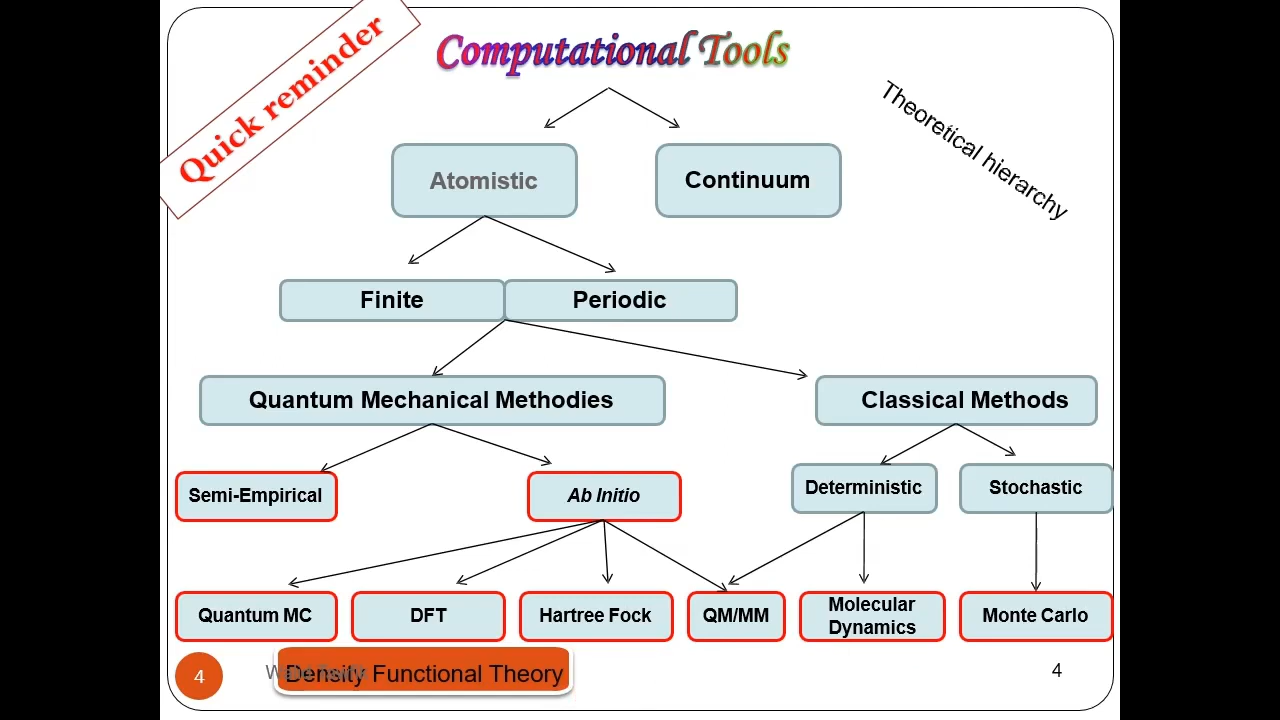 Quick reminder
Computational Tools
Theoretical hierarchy
Atomistic
Continuum
Finite
Periodic
Quantum Mechanical Methodies
Classical Methods
Semi-Empirical
Ab Initio
Deterministic
Stochastic
Quantum MC
DFT
Hartree Fock
QM/MM
Molecular
Dynamics
Monte Carlo
4
Density Functional Theory
4